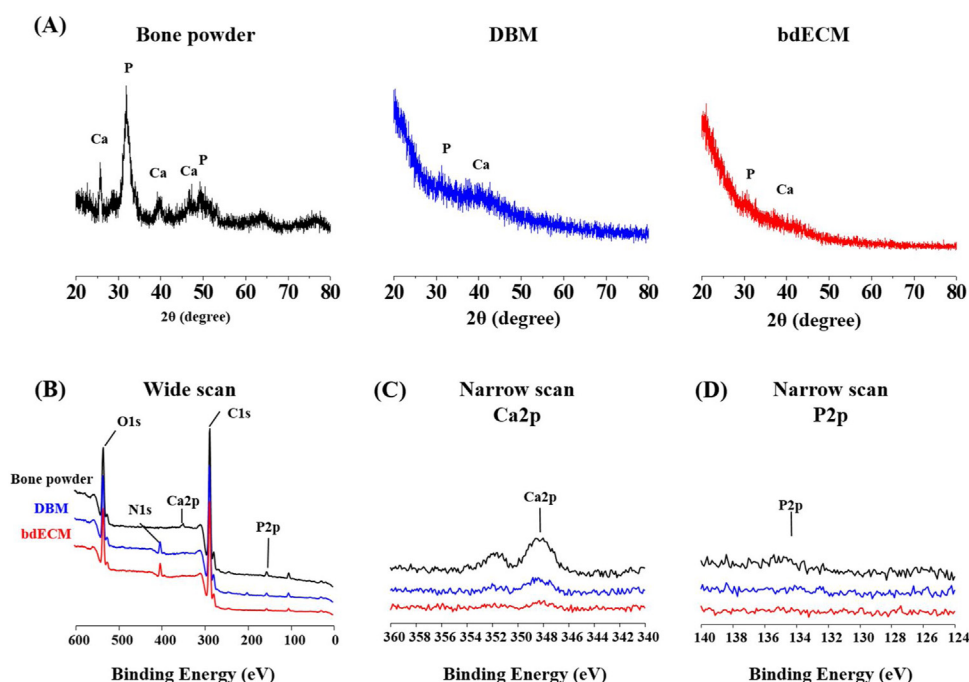 (A)
Bone powder
DBM
bdECM
P
Ca
Ca
Ca
P
P
Ca
P
Ca
20 30 40 50 60 70 80
20 30 40 50 60 70 80
20 30 40 50 60 70 80
2θ (degree)
2θ (degree)
2θ (degree)
(B)
Wide scan
(C)
Narrow scan
Ca2p
(D)
Narrow scan
P2p
O1s
C1s
Bone powder
DBM
bdECM
N1s
Ca2p
P2p
Ca2p
P2p
600 500 400 300 200 100 0
360 358 356 354 352 350 348 346 344 342 340
140 138 136 134 132 130 128 126 124
Binding Energy (eV)
Binding Energy (eV)
Binding Energy (eV)